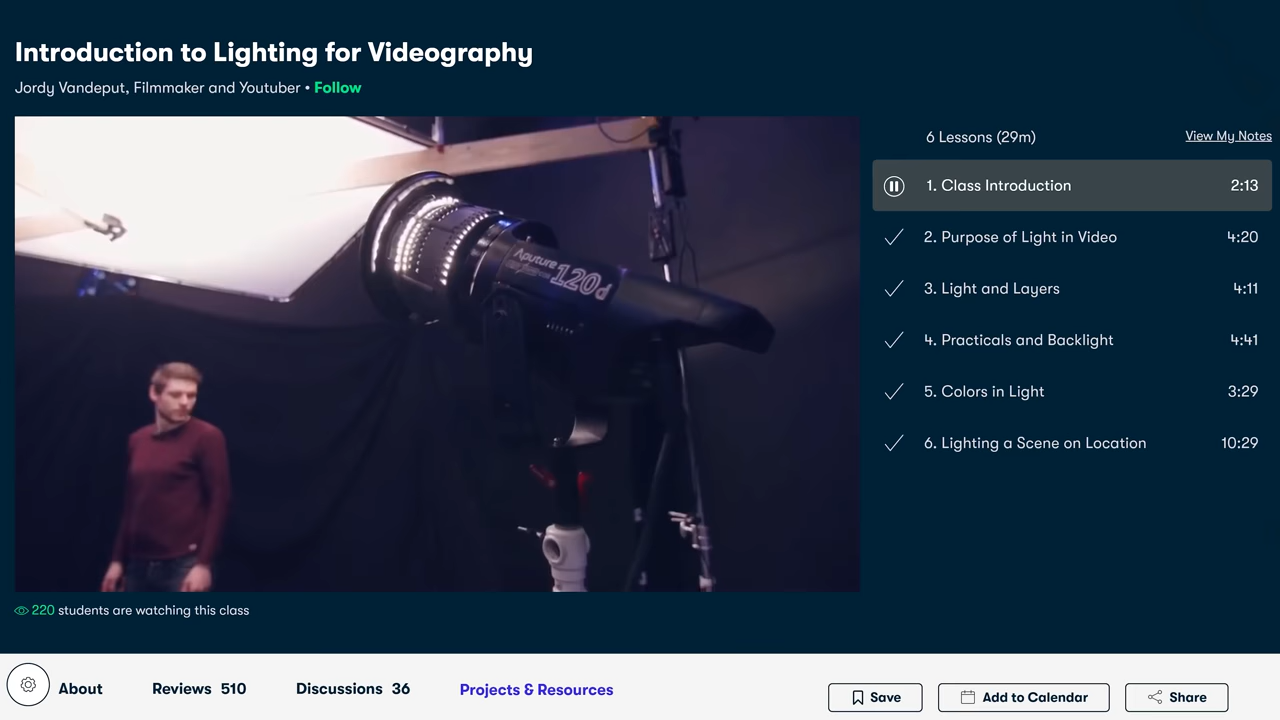 Introduction to Lighting for Videography
Jordy Vandeput, Filmmaker and Youtuber • Follow
6 Lessons (29m)
View My Notes
1. Class Introduction 2:13
2. Purpose of Light in Video 4:20
3. Light and Layers 4:11
4. Practicals and Backlight 4:41
5. Colors in Light 3:29
6. Lighting a Scene on Location 10:29
Aputure
120d
220 students are watching this class
About
Reviews 510
Discussions 36
Projects & Resources
Save
Add to Calendar
Share